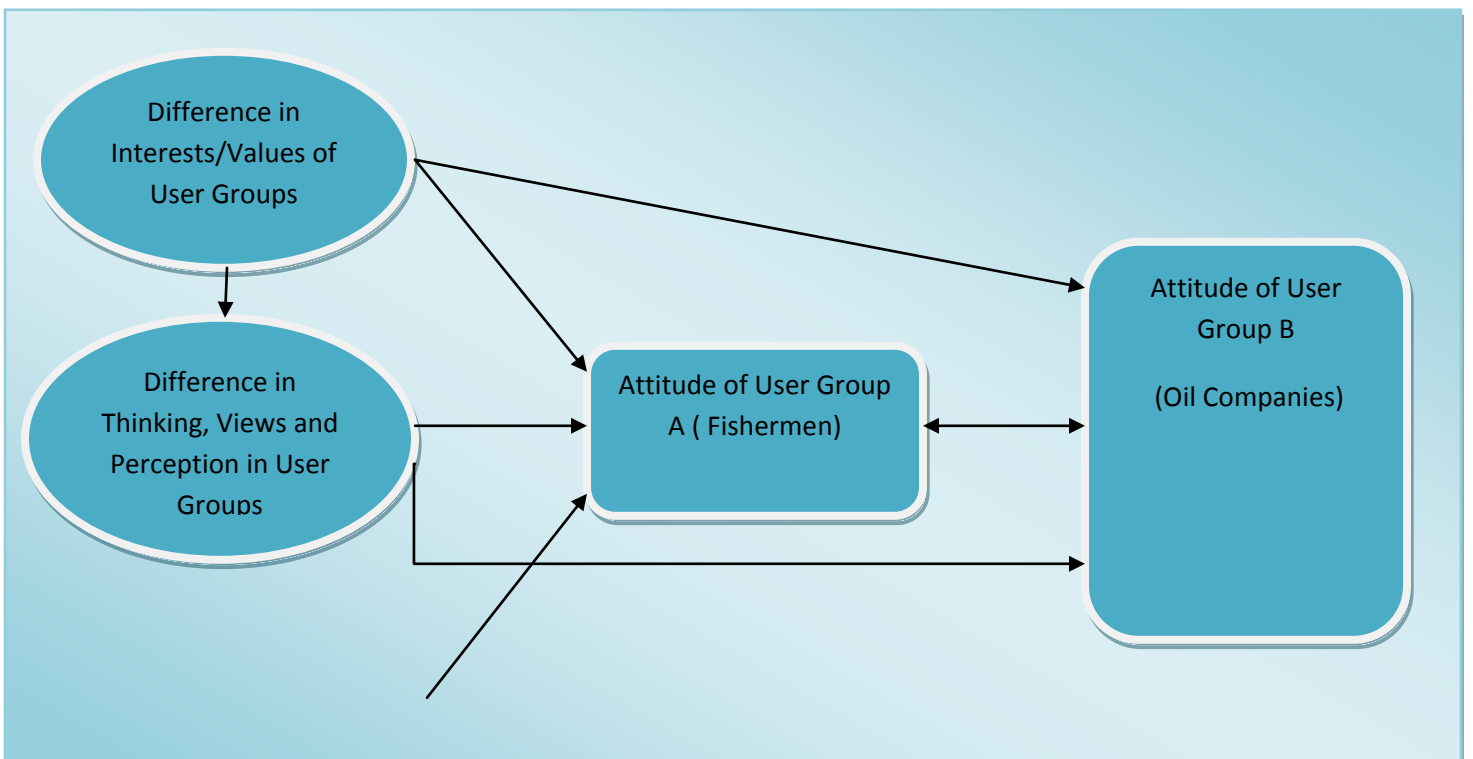 Difference in
Interests/Values of
User Groups
Difference in
Thinking, Views and
Perception in User
Groups
Attitude of User Group
A ( Fishermen)
Attitude of User
Group B
(Oil Companies)